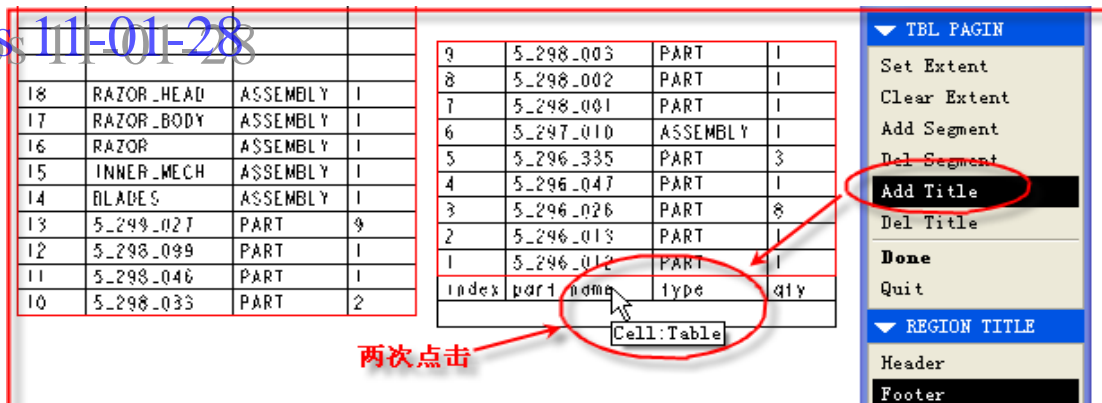 s 11-01-28
18 RAZOR_HEAD ASSEMBLY 1
17 RAZOR_BODY ASSEMBLY 1
16 RAZOR ASSEMBLY 1
15 INNER_MECH ASSEMBLY 1
14 BLADES ASSEMBLY 1
13 5_299_027 PART 9
12 5_298_099 PART 1
11 5_298_046 PART 1
10 5_298_033 PART 2
9 5_298_003 PART 1
8 5_298_002 PART 1
7 5_298_001 PART 1
6 5_297_010 ASSEMBLY 1
5 5_296_335 PART 3
4 5_296_047 PART 1
3 5_296_026 PART 8
2 5_296_013 PART 1
1 5_296_012 PART 1
index part name type qty
Cell:Table
两次点击
TBL PAGIN
Set Extent
Clear Extent
Add Segment
Del Segment
Add Title
Del Title
Done
Quit
REGION TITLE
Header
Footer